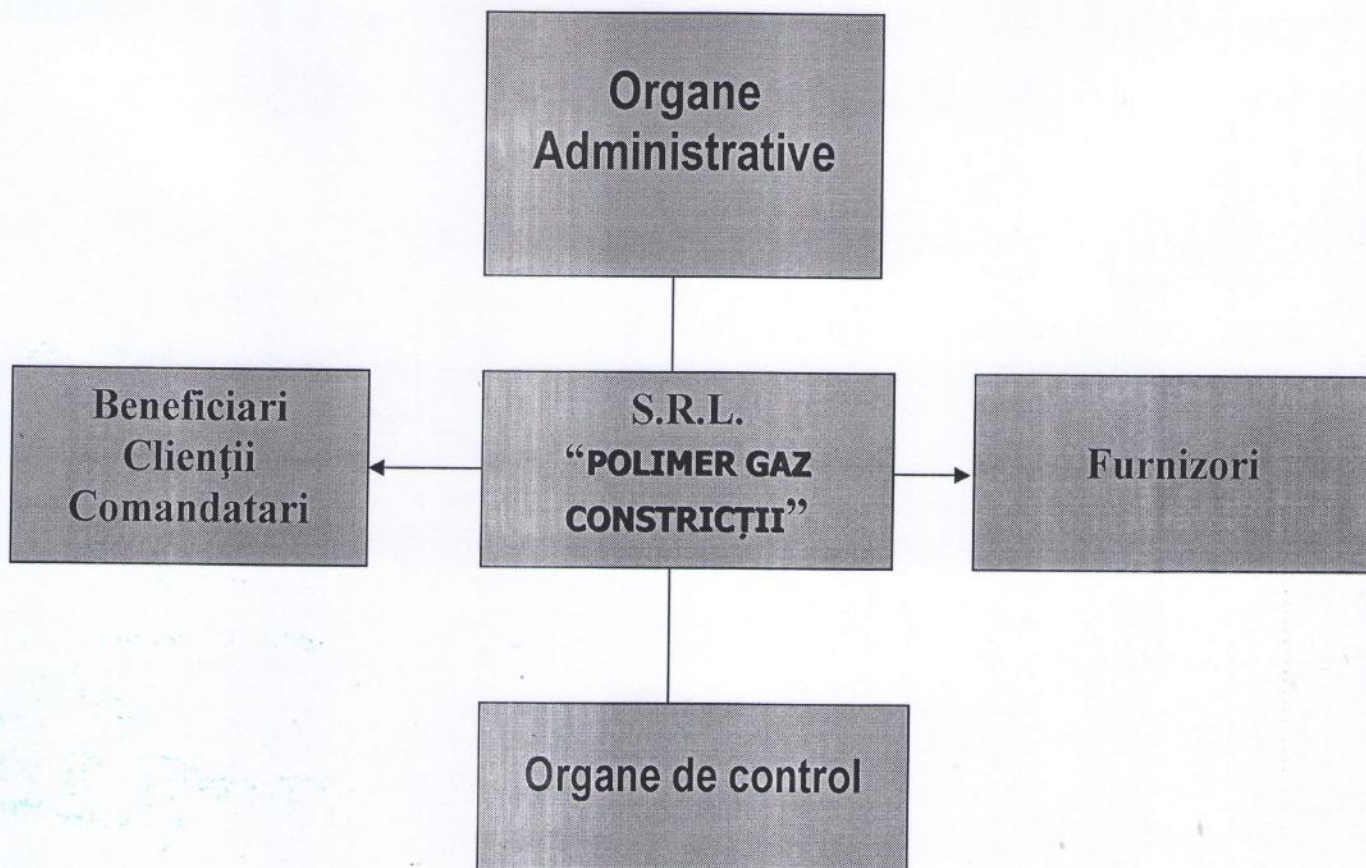 Organe
Administrative
Beneficiari
Clienţii
Comandatari
S.R.L.
“POLIMER GAZ
CONSTRICȚII”
Furnizori
Organe de control